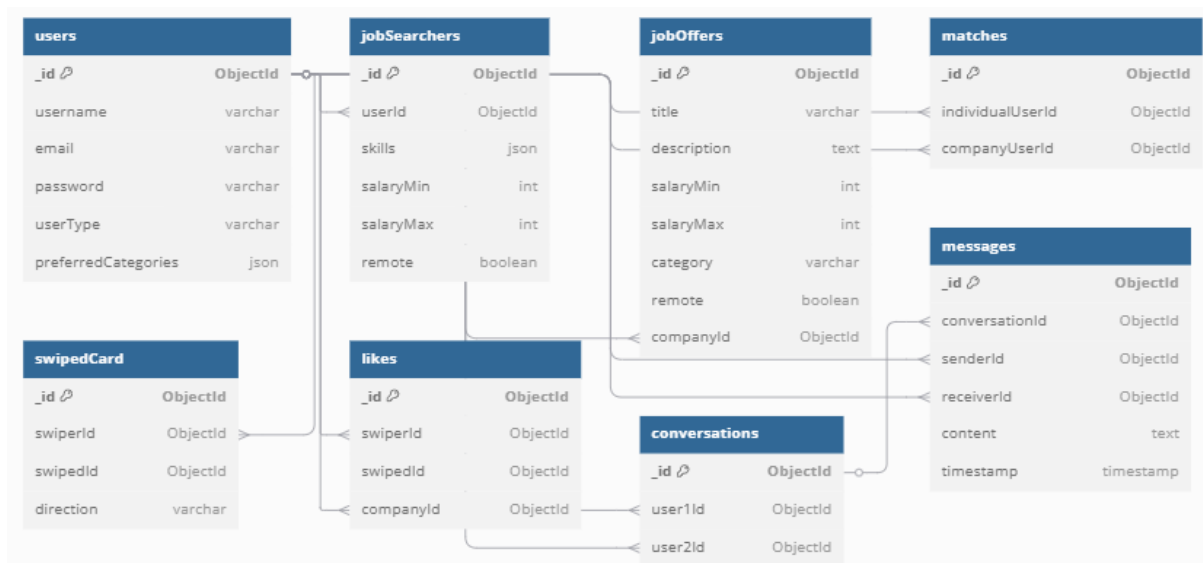 users
_id ObjectId
username varchar
email varchar
password varchar
userType varchar
preferredCategories json
jobSearchers
_id ObjectId
userId ObjectId
skills json
salaryMin int
salaryMax int
remote boolean
jobOffers
_id ObjectId
title varchar
description text
salaryMin int
salaryMax int
category varchar
remote boolean
companyId ObjectId
matches
_id ObjectId
individualUserId ObjectId
companyUserId ObjectId
messages
_id ObjectId
conversationId ObjectId
senderId ObjectId
receiverId ObjectId
content text
timestamp timestamp
swipedCard
_id ObjectId
swiperId ObjectId
swipedId ObjectId
direction varchar
likes
_id ObjectId
swiperId ObjectId
swipedId ObjectId
companyId ObjectId
conversations
_id ObjectId
user1Id ObjectId
user2Id ObjectId